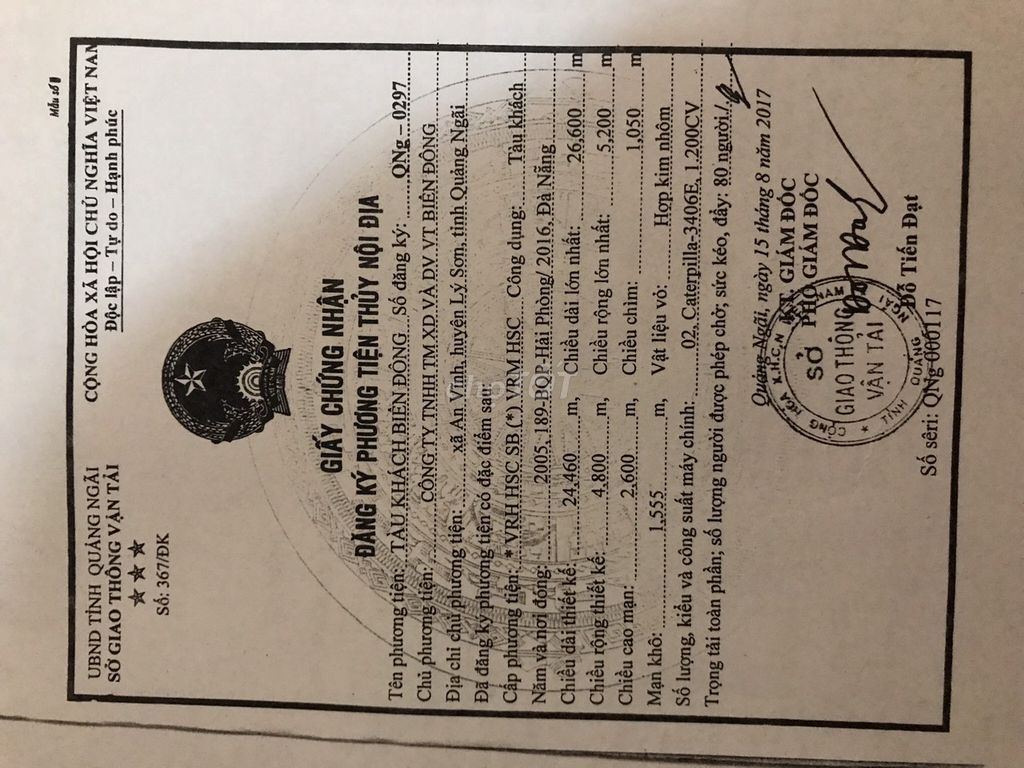 Mẫu số 9
UBND TỈNH QUẢNG NGÃI
SỞ GIAO THÔNG VẬN TẢI
Số: 367/ĐK
CỘNG HÒA XÃ HỘI CHỦ NGHĨA VIỆT NAM
Độc lập – Tự do – Hạnh phúc
GIẤY CHỨNG NHẬN
ĐĂNG KÝ PHƯƠNG TIỆN THỦY NỘI ĐỊA
Tên phương tiện: TÀU KHÁCH BIỂN ĐÔNG Số đăng ký: QNg – 0297
Chủ phương tiện: CÔNG TY TNHH TM XD VÀ DV VT BIỂN ĐÔNG
Địa chỉ chủ phương tiện: xã An Vĩnh, huyện Lý Sơn, tỉnh Quảng Ngãi
Đã đăng ký phương tiện có đặc điểm sau
Cấp phương tiện: * VRH HSC SB (*) VRM HSC Công dụng: Tàu khách
Năm và nơi đóng: 2005, 189-BQP-Hải Phòng/ 2016, Đà Nẵng
Chiều dài thiết kế: 24,460 m, Chiều dài lớn nhất: 26,600 m
Chiều rộng thiết kế: 4,800 m, Chiều rộng lớn nhất: 5,200 m
Chiều cao mạn: 2,600 m, Chiều chìm: 1,050 m
Mạn khô: 1,555 m, Vật liệu vỏ: Hợp kim nhôm
Số lượng, kiểu và công suất máy chính: 02, Caterpilla-3406E, 1.200CV
Trọng tải toàn phần; số lượng người được phép chở; sức kéo, đẩy: 80 người./.
Quảng Ngãi, ngày 15 tháng 8 năm 2017
KT. GIÁM ĐỐC
PHÓ GIÁM ĐỐC
CỘNG HÒA X.H.C.N VIỆT NAM
SỞ
GIAO THÔNG
VẬN TẢI
TỈNH QUẢNG NGÃI
Đỗ Tiến Đạt
Số sêri: QNg-000117